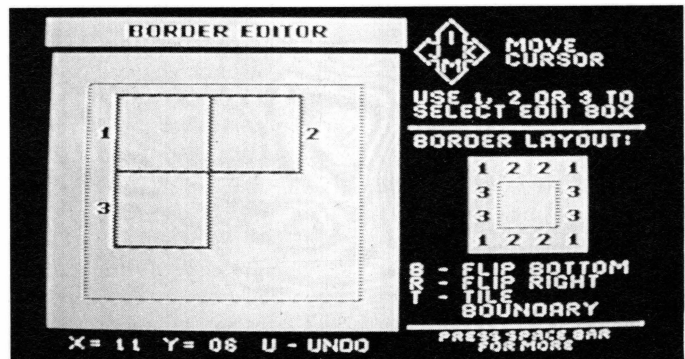 BORDER EDITOR
I
J K
M
MOVE
CURSOR
USE 1, 2 OR 3 TO
SELECT EDIT BOX
1
2
3
BORDER LAYOUT:
1 2 2 1
3 3
3 3
1 2 2 1
B - FLIP BOTTOM
R - FLIP RIGHT
T - TILE
BOUNDARY
X= 11 Y= 06 U - UNDO
PRESS SPACE BAR
FOR MORE